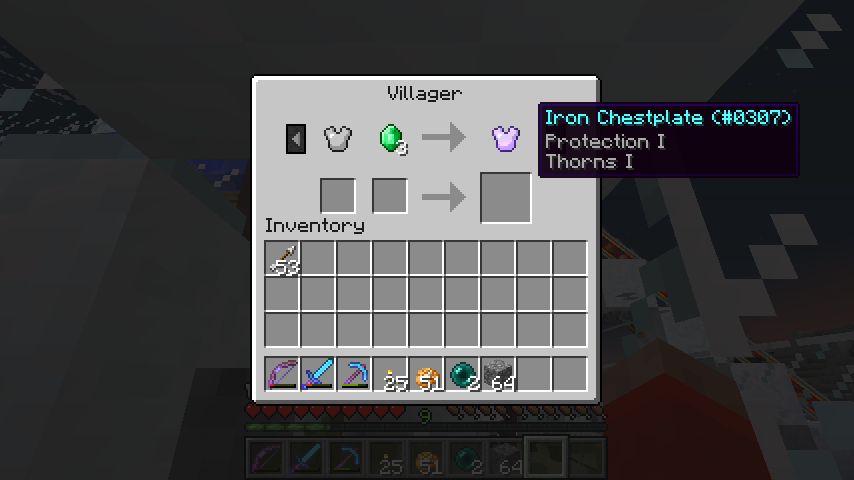 Villager
Iron Chestplate (#0307)
3
Protection I
Thorns I
Inventory
53
25 51 2 64
9
25 51 2 64